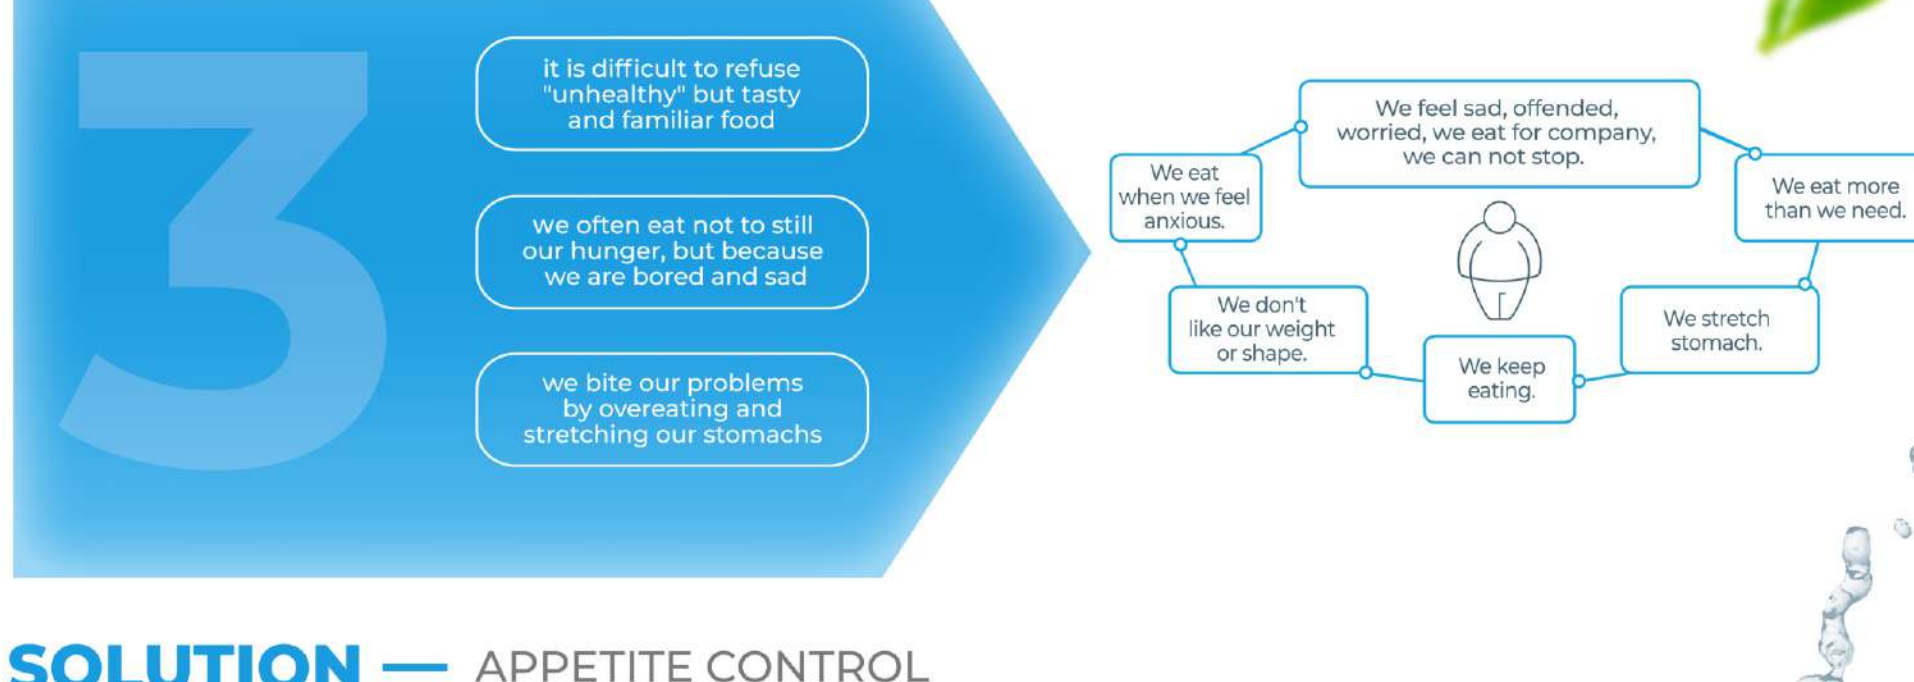 3
it is difficult to refuse
"unhealthy" but tasty
and familiar food
we often eat not to still
our hunger, but because
we are bored and sad
we bite our problems
by overeating and
stretching our stomachs
We feel sad, offended,
worried, we eat for company,
we can not stop.
We eat more
than we need.
We stretch
stomach.
We keep
eating.
We don't
like our weight
or shape.
We eat
when we feel
anxious.
SOLUTION — APPETITE CONTROL